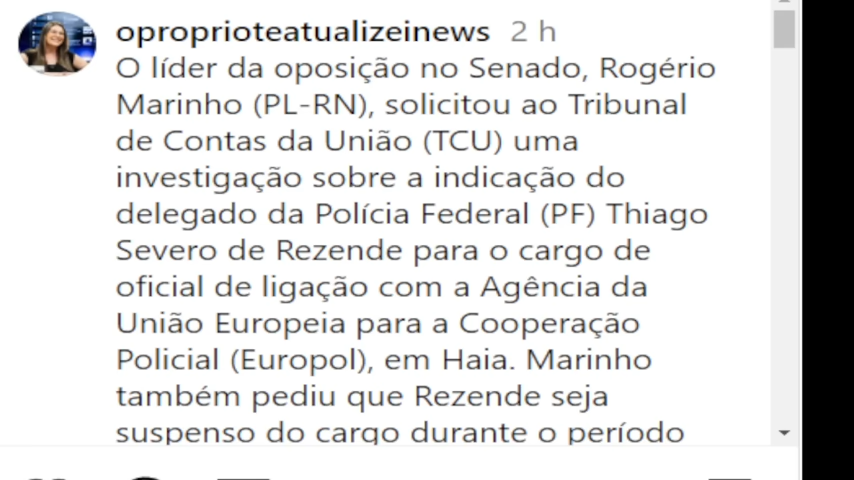 oproprioteatualizeinews 2 h
O líder da oposição no Senado, Rogério
Marinho (PL-RN), solicitou ao Tribunal
de Contas da União (TCU) uma
investigação sobre a indicação do
delegado da Polícia Federal (PF) Thiago
Severo de Rezende para o cargo de
oficial de ligação com a Agência da
União Europeia para a Cooperação
Policial (Europol), em Haia. Marinho
também pediu que Rezende seja
suspenso do cargo durante o período